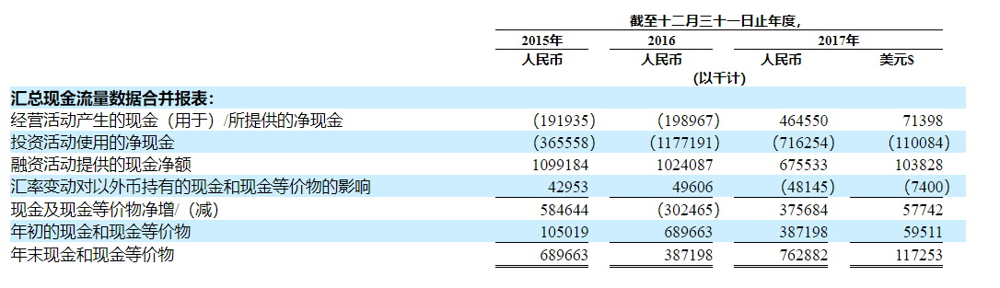 截至十二月三十一日止年度，
2015年 2016 2017年
人民币 人民币 人民币 美元$
(以千计)
汇总现金流量数据合并报表：
经营活动产生的现金（用于）/所提供的净现金 (191935) (198967) 464550 71398
投资活动使用的净现金 (365558) (1177191) (716254) (110084)
融资活动提供的现金净额 1099184 1024087 675533 103828
汇率变动对以外币持有的现金和现金等价物的影响 42953 49606 (48145) (7400)
现金及现金等价物净增/（减） 584644 (302465) 375684 57742
年初的现金和现金等价物 105019 689663 387198 59511
年末现金和现金等价物 689663 387198 762882 117253